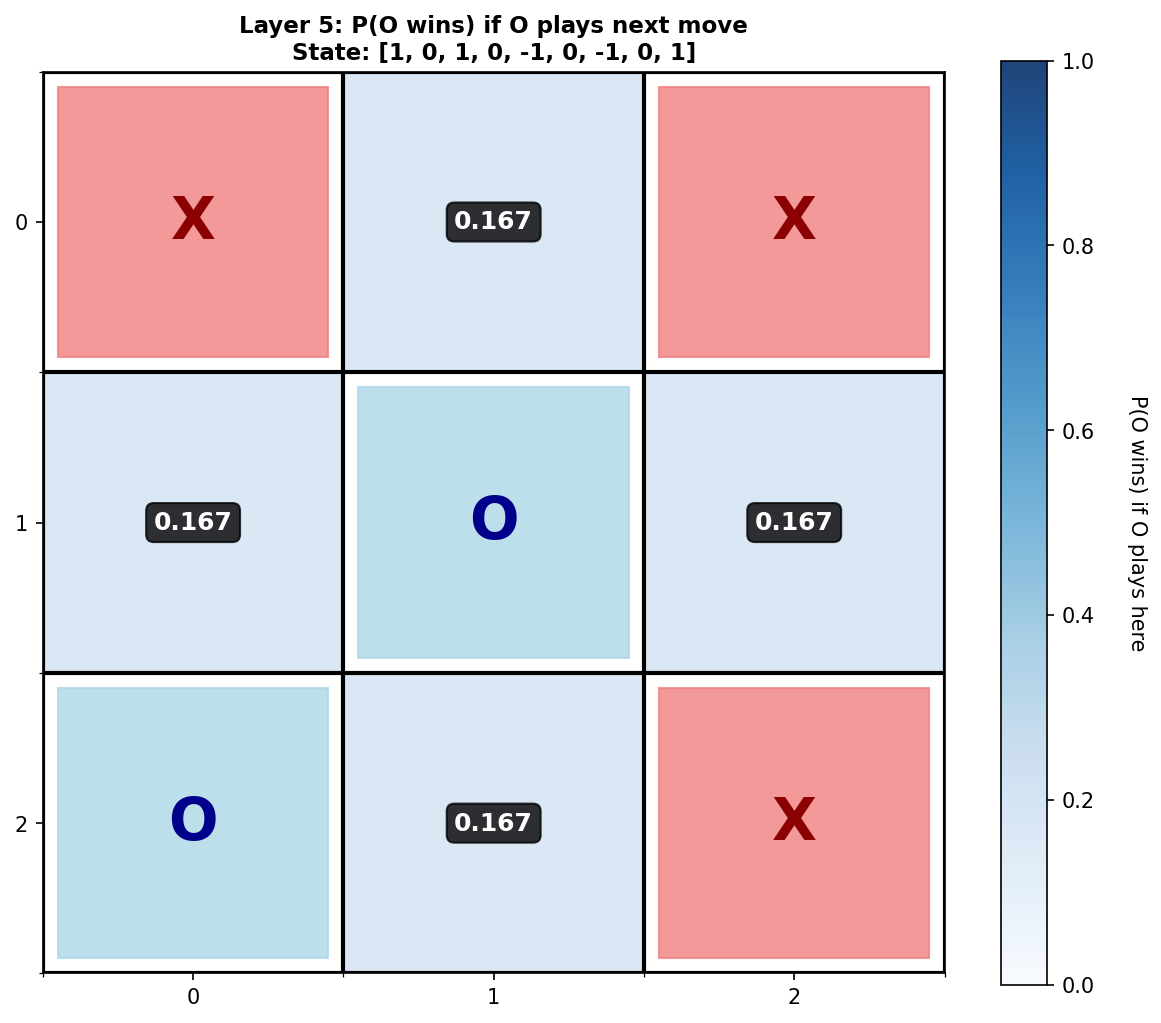 Layer 5: P(O wins) if O plays next move
State: [1, 0, 1, 0, -1, 0, -1, 0, 1]
X
0.167
X
0.167
O
0.167
O
0.167
X
0
1
2
0
1
2
1.0
0.8
0.6
0.4
0.2
0.0
P(O wins) if O plays here